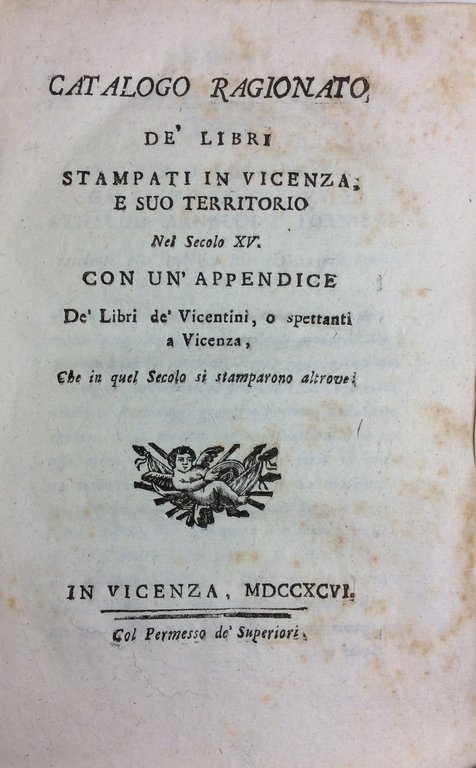 CATALOGO RAGIONATO
DE' LIBRI
STAMPATI IN VICENZA,
E SUO TERRITORIO
Nel Secolo XV.
CON UN' APPENDICE
De' Libri de' Vicentini, o spettanti
a Vicenza,
Che in quel Secolo si stamparono altrove.
IN VICENZA, MDCCXCVI.
Col Permesso de' Superiori.